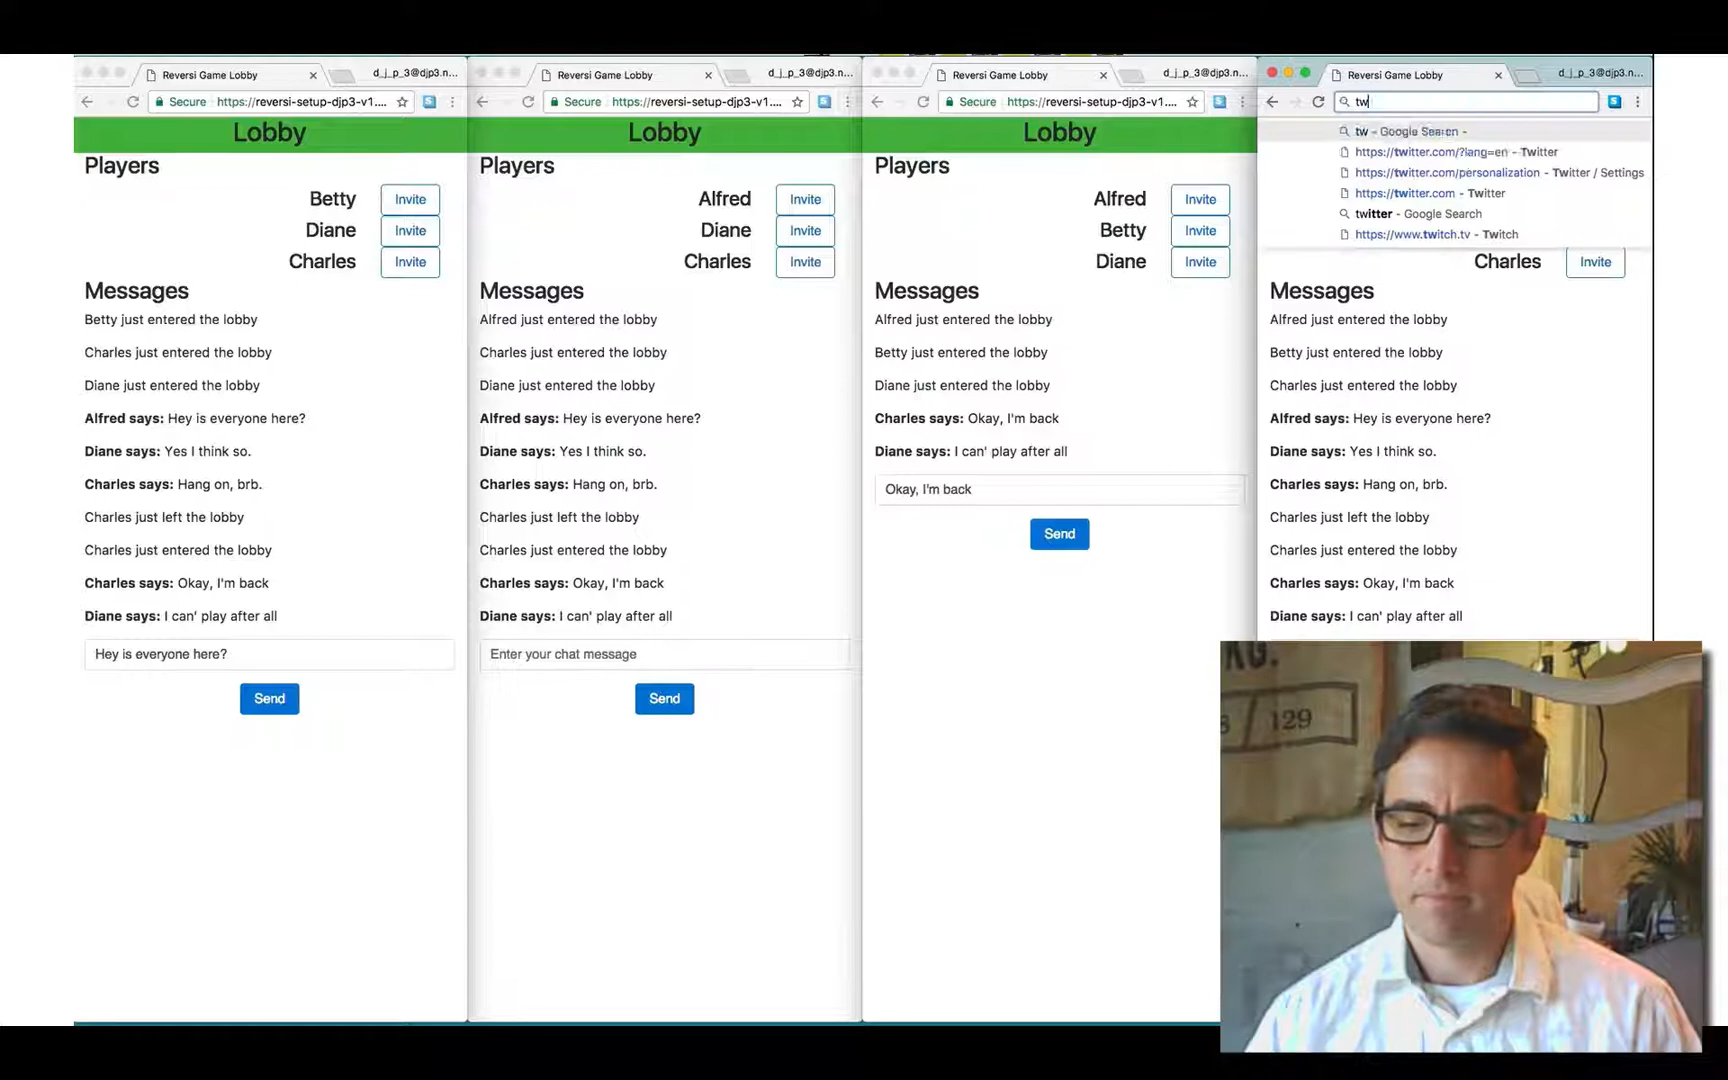 Reversi Game Lobby
d_j_p_3@djp3.n...
Secure
https://reversi-setup-djp3-v1....
Lobby
Players
Betty
Invite
Diane
Invite
Charles
Invite
Messages
Betty just entered the lobby
Charles just entered the lobby
Diane just entered the lobby
Alfred says: Hey is everyone here?
Diane says: Yes I think so.
Charles says: Hang on, brb.
Charles just left the lobby
Charles just entered the lobby
Charles says: Okay, I'm back
Diane says: I can' play after all
Hey is everyone here?
Send
Reversi Game Lobby
d_j_p_3@djp3.n...
Secure
https://reversi-setup-djp3-v1....
Lobby
Players
Alfred
Invite
Diane
Invite
Charles
Invite
Messages
Alfred just entered the lobby
Charles just entered the lobby
Diane just entered the lobby
Alfred says: Hey is everyone here?
Diane says: Yes I think so.
Charles says: Hang on, brb.
Charles just left the lobby
Charles just entered the lobby
Charles says: Okay, I'm back
Diane says: I can' play after all
Enter your chat message
Send
Reversi Game Lobby
d_j_p_3@djp3.n...
Secure
https://reversi-setup-djp3-v1....
Lobby
Players
Alfred
Invite
Betty
Invite
Diane
Invite
Messages
Alfred just entered the lobby
Betty just entered the lobby
Diane just entered the lobby
Charles says: Okay, I'm back
Diane says: I can' play after all
Okay, I'm back
Send
Reversi Game Lobby
d_j_p_3@djp3.n...
tw
tw - Google Search -
https://twitter.com/?lang=en - Twitter
https://twitter.com/personalization - Twitter / Settings
https://twitter.com - Twitter
twitter - Google Search
https://www.twitch.tv - Twitch
Charles
Invite
Messages
Alfred just entered the lobby
Betty just entered the lobby
Charles just entered the lobby
Alfred says: Hey is everyone here?
Diane says: Yes I think so.
Charles says: Hang on, brb.
Charles just left the lobby
Charles just entered the lobby
Charles says: Okay, I'm back
Diane says: I can' play after all
129